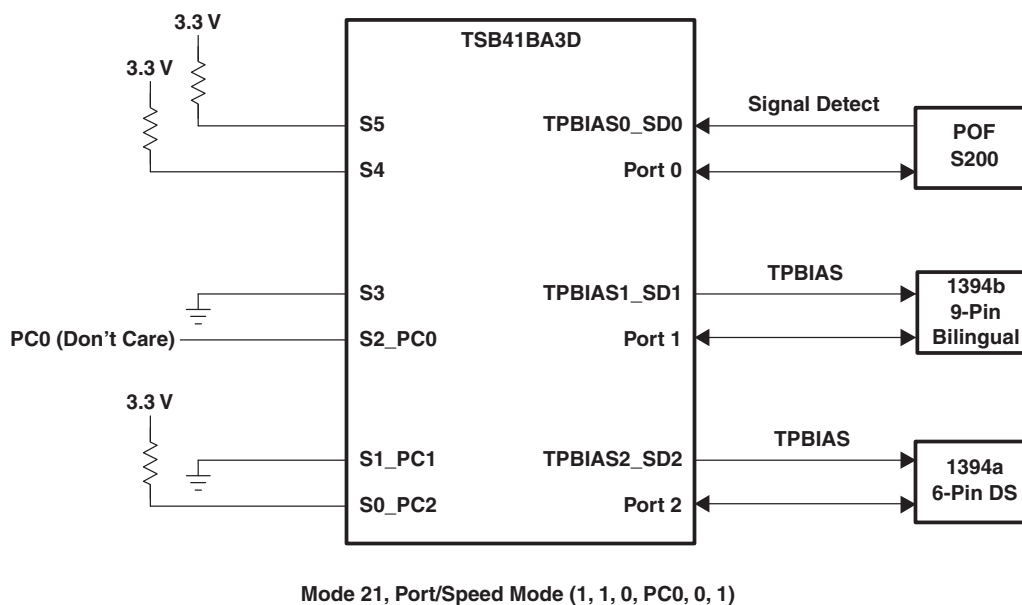 3.3 V
TSB41BA3D
3.3 V
Signal Detect
S5
TPBIAS0_SD0
POF
S200
S4
Port 0
TPBIAS
S3
TPBIAS1_SD1
1394b
9-Pin
Bilingual
PC0 (Don’t Care)
S2_PC0
Port 1
3.3 V
TPBIAS
S1_PC1
TPBIAS2_SD2
1394a
6-Pin DS
S0_PC2
Port 2
Mode 21, Port/Speed Mode (1, 1, 0, PC0, 0, 1)